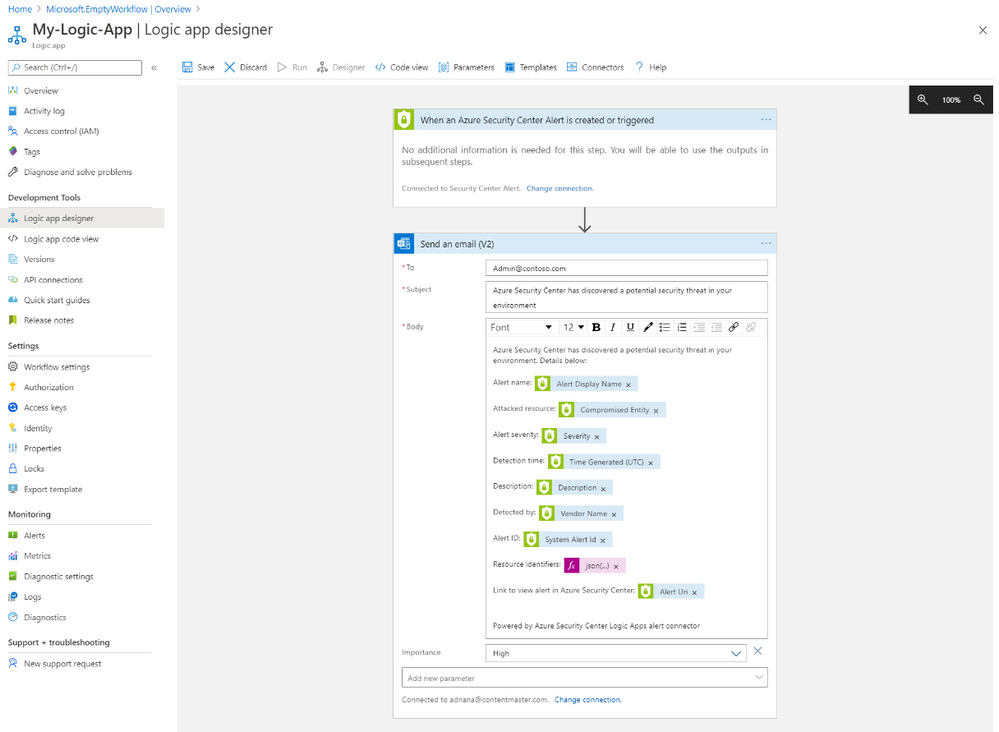 Home > Microsoft.EmptyWorkflow | Overview >
My-Logic-App | Logic app designer
Logic app
Search (Ctrl+/)
«
Save
Discard
Run
Designer
Code view
Parameters
Templates
Connectors
Help
Overview
Activity log
Access control (IAM)
Tags
Diagnose and solve problems
Development Tools
Logic app designer
Logic app code view
Versions
API connections
Quick start guides
Release notes
Settings
Workflow settings
Authorization
Access keys
Identity
Properties
Locks
Export template
Monitoring
Alerts
Metrics
Diagnostic settings
Logs
Diagnostics
Support + troubleshooting
New support request
100%
When an Azure Security Center Alert is created or triggered
No additional information is needed for this step. You will be able to use the outputs in
subsequent steps.
Connected to Security Center Alert. Change connection.
Send an email (V2)
* To
Admin@contoso.com
* Subject
Azure Security Center has discovered a potential security threat in your
environment
* Body
Font 12 B I U
Azure Security Center has discovered a potential security threat in your
environment. Details below:
Alert name: Alert Display Name x
Attacked resource: Compromised Entity x
Alert severity: Severity x
Detection time: Time Generated (UTC) x
Description: Description x
Detected by: Vendor Name x
Alert ID: System Alert Id x
Resource identifiers: fx json(...) x
Link to view alert in Azure Security Center: Alert Uri x
Powered by Azure Security Center Logic Apps alert connector
Importance
High
Add new parameter
Connected to adnana@contentmaster.com. Change connection.